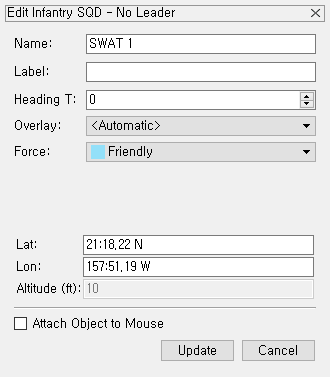 Edit Infantry SQD - No Leader
Name: SWAT 1
Label:
Heading T: 0
Overlay: <Automatic>
Force: Friendly
Lat: 21:18.22 N
Lon: 157:51.19 W
Altitude (ft): 10
Attach Object to Mouse
Update Cancel